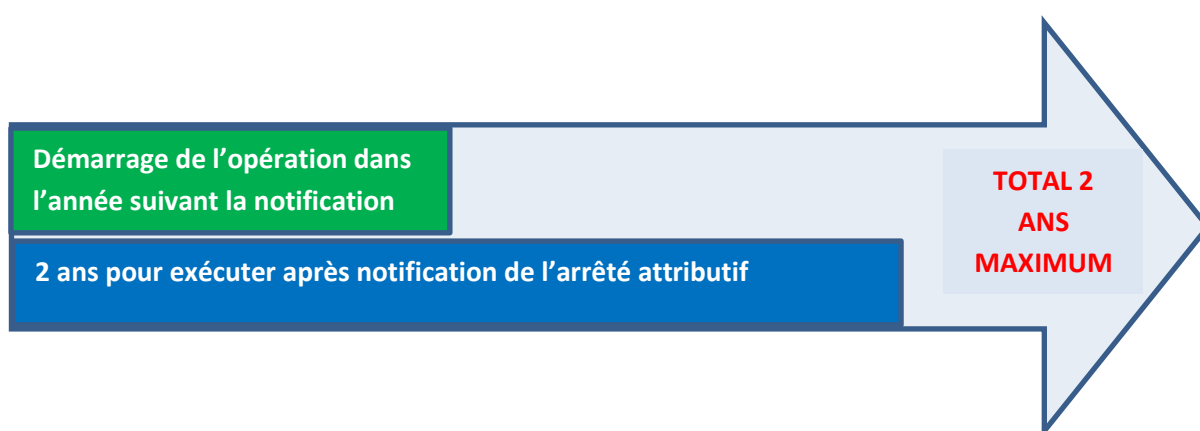 Démarrage de l’opération dans
l’année suivant la notification
2 ans pour exécuter après notification de l’arrêté attributif
TOTAL 2
ANS
MAXIMUM